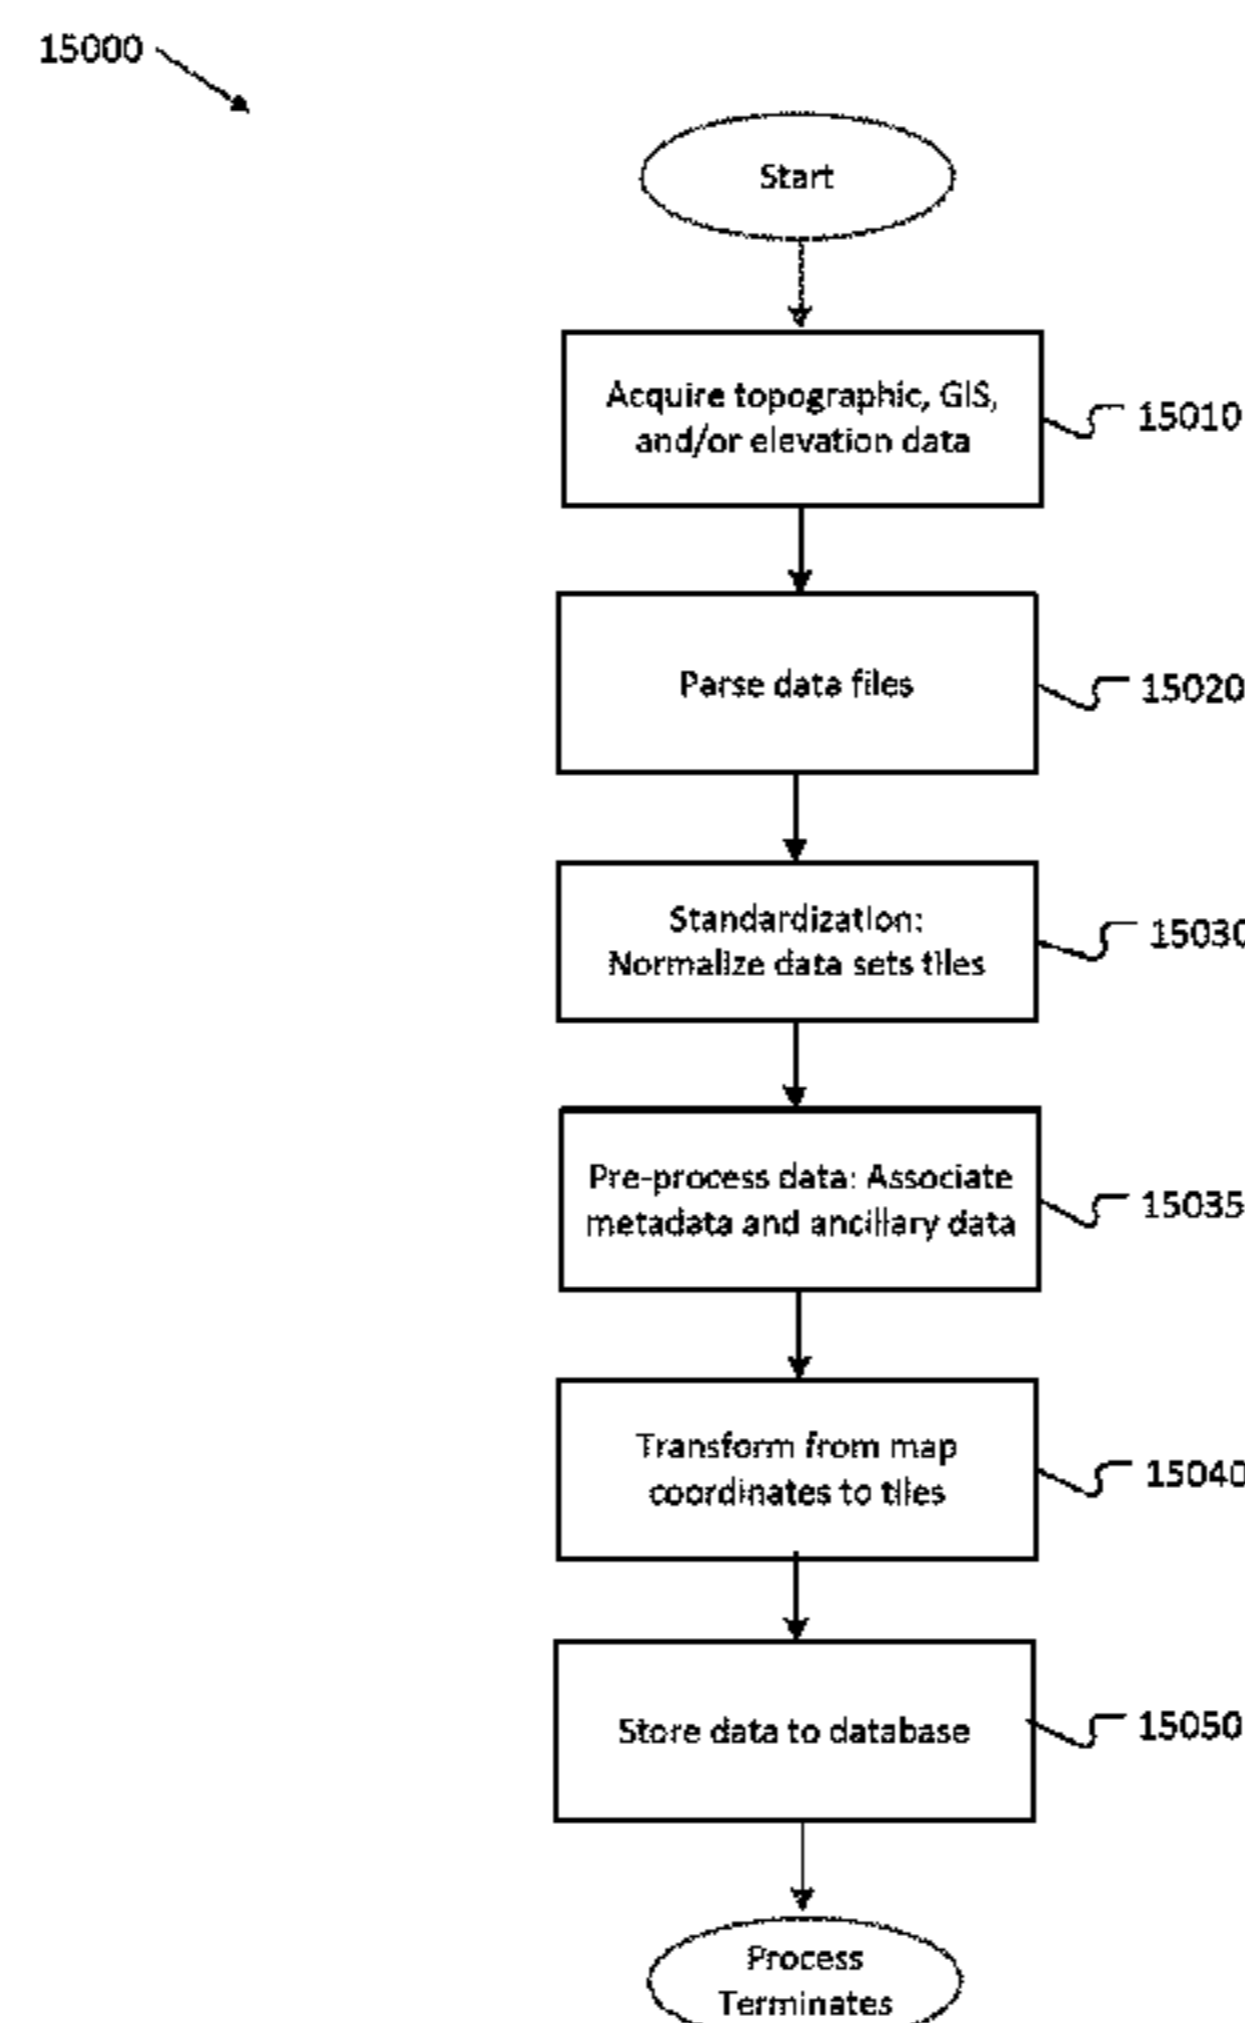 15000
Start
Acquire topographic, GIS,
and/or elevation data
15010
Parse data files
15020
Standardization:
Normalize data sets tiles
15030
Pre-process data: Associate
metadata and ancillary data
15035
Transform from map
coordinates to tiles
15040
Store data to database
15050
Process
Terminates